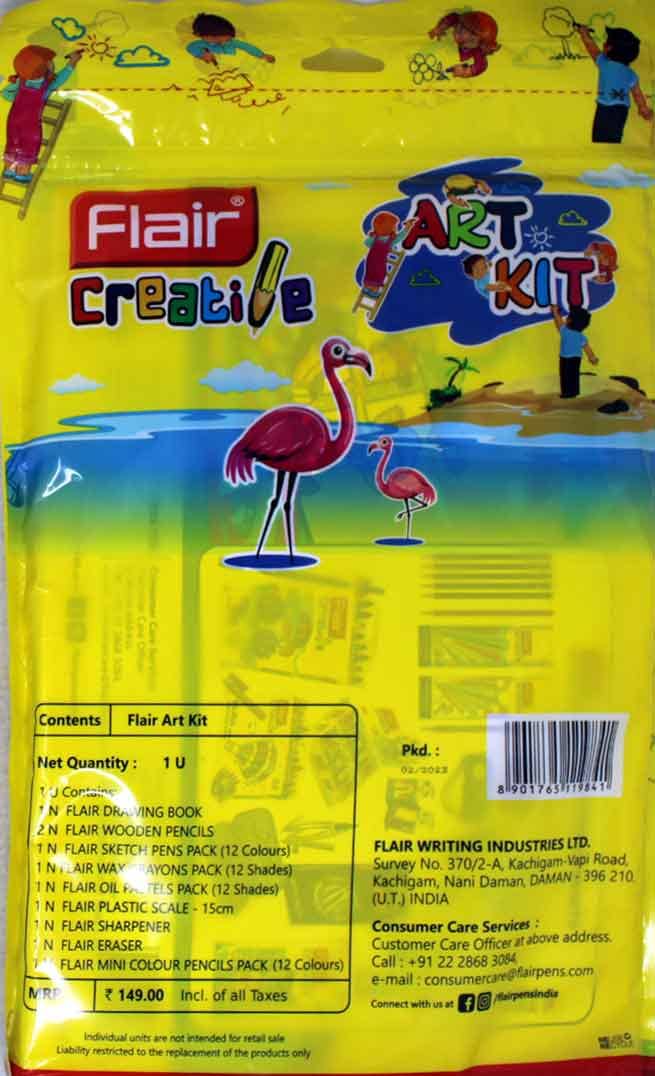 Flair®
Creative
ART
KIT
Contents Flair Art Kit
Net Quantity : 1 U
1 U Contains:
1 N FLAIR DRAWING BOOK
2 N FLAIR WOODEN PENCILS
1 N FLAIR SKETCH PENS PACK (12 Colours)
1 N FLAIR WAX CRAYONS PACK (12 Shades)
1 N FLAIR OIL PASTELS PACK (12 Shades)
1 N FLAIR PLASTIC SCALE - 15cm
1 N FLAIR SHARPENER
1 N FLAIR ERASER
1 N FLAIR MINI COLOUR PENCILS PACK (12 Colours)
MRP ₹ 149.00 Incl. of all Taxes
Individual units are not intended for retail sale
Liability restricted to the replacement of the products only
Pkd. :
02/2023
8 901765 119841
FLAIR WRITING INDUSTRIES LTD.
Survey No. 370/2-A, Kachigam-Vapi Road,
Kachigam, Nani Daman, DAMAN - 396 210.
(U.T.) INDIA
Consumer Care Services :
Customer Care Officer at above address.
Call : +91 22 2868 3084,
e-mail : consumercare@flairpens.com
Connect with us at /flairpensindia